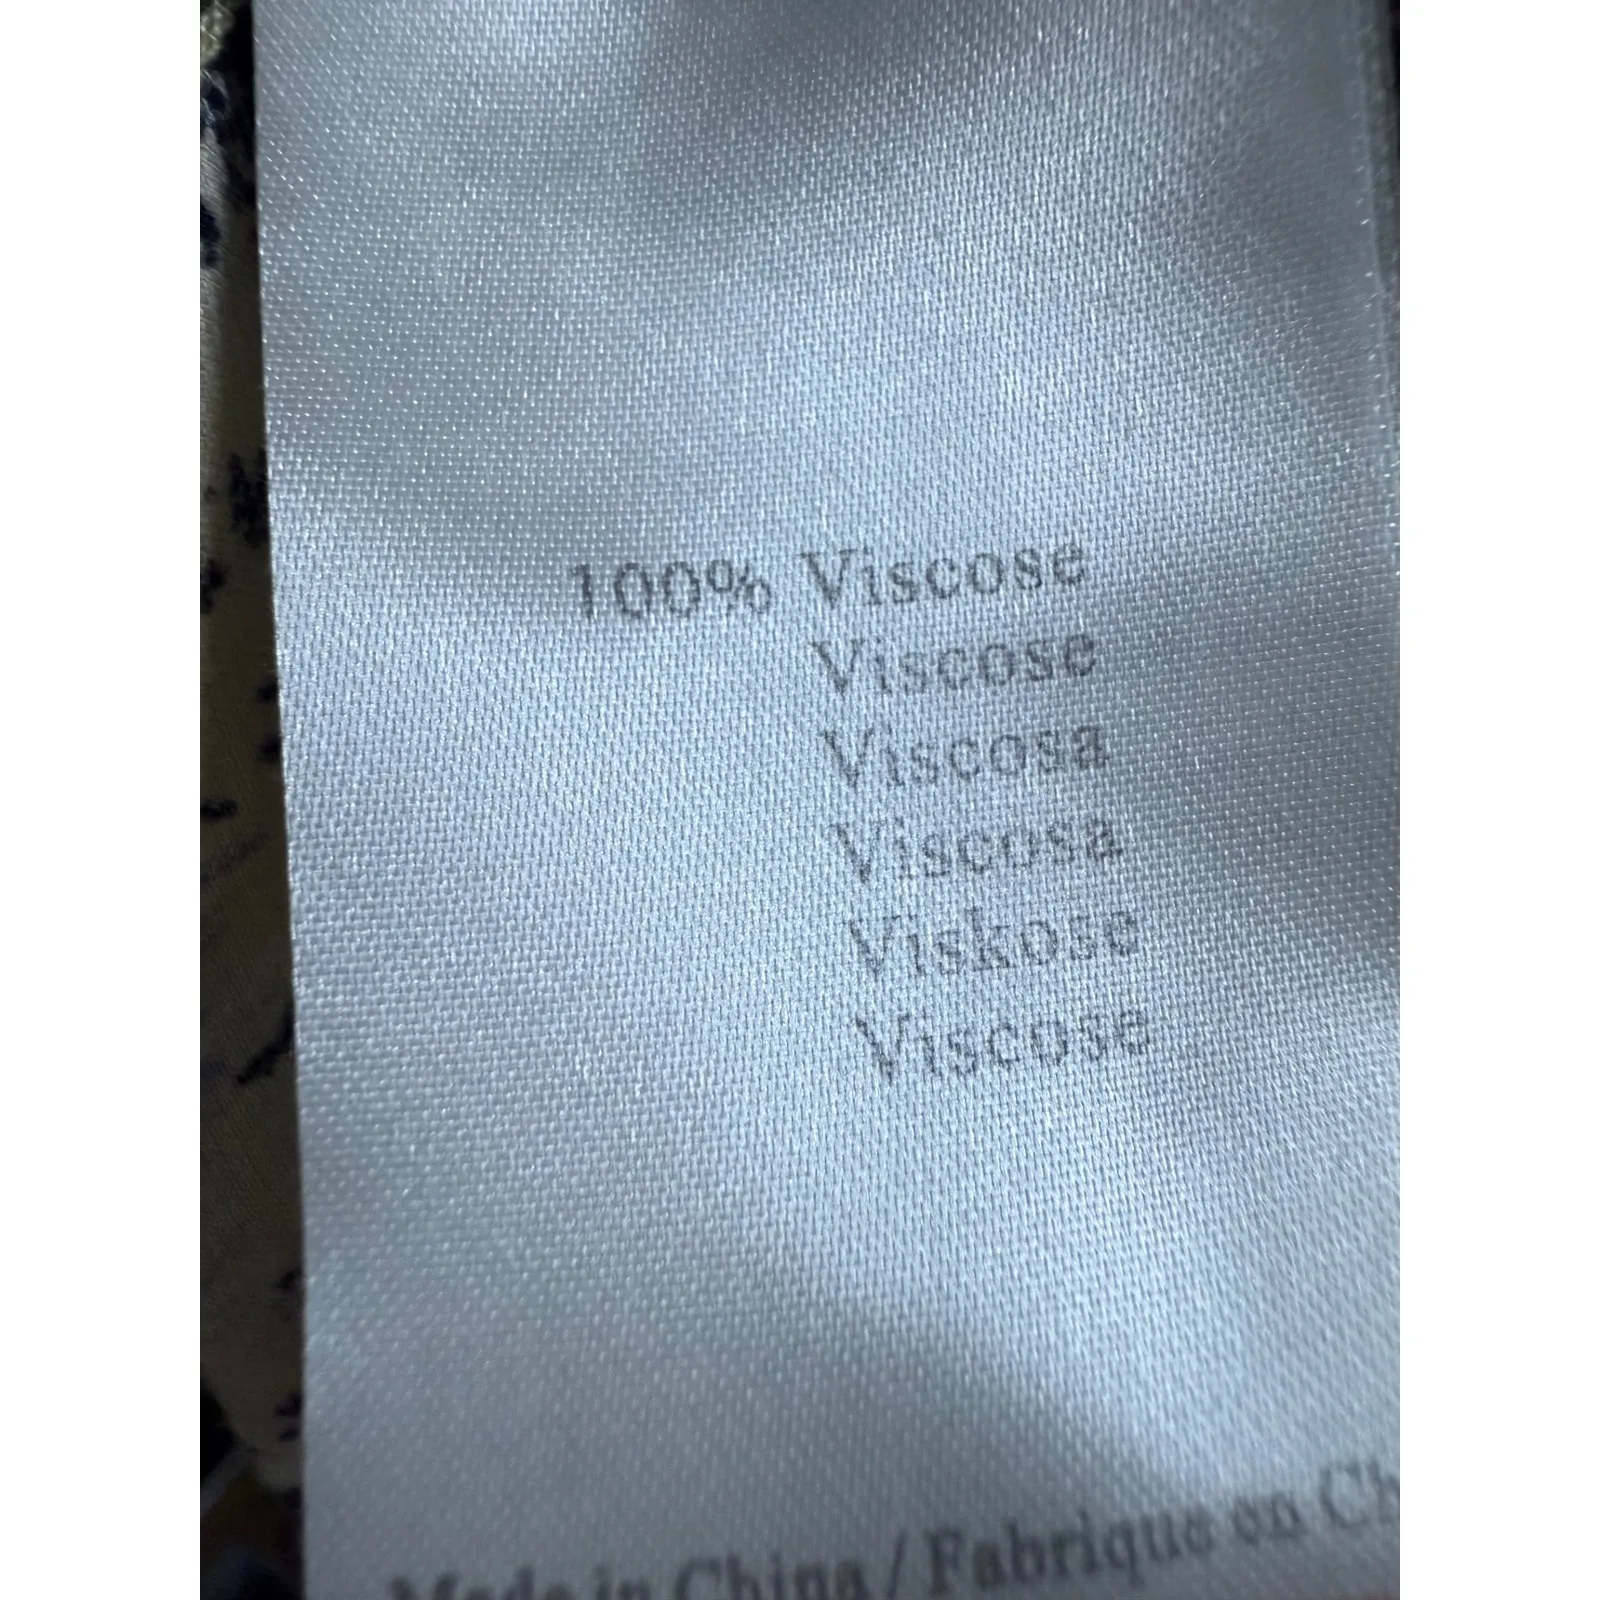 100% Viscose
Viscose
Viscosa
Viscosa
Viskose
Viscose
Made in China / Fabrique en Ch